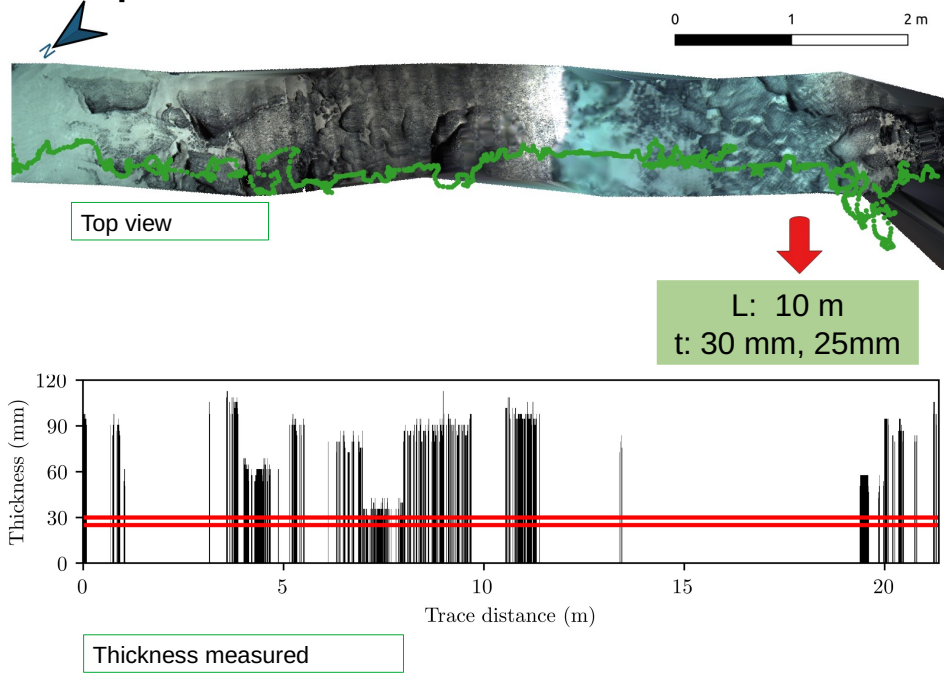 N
0 1 2 m
Top view
L: 10 m
t: 30 mm, 25mm
120
90
60
30
0
Thickness (mm)
0 5 10 15 20
Trace distance (m)
Thickness measured